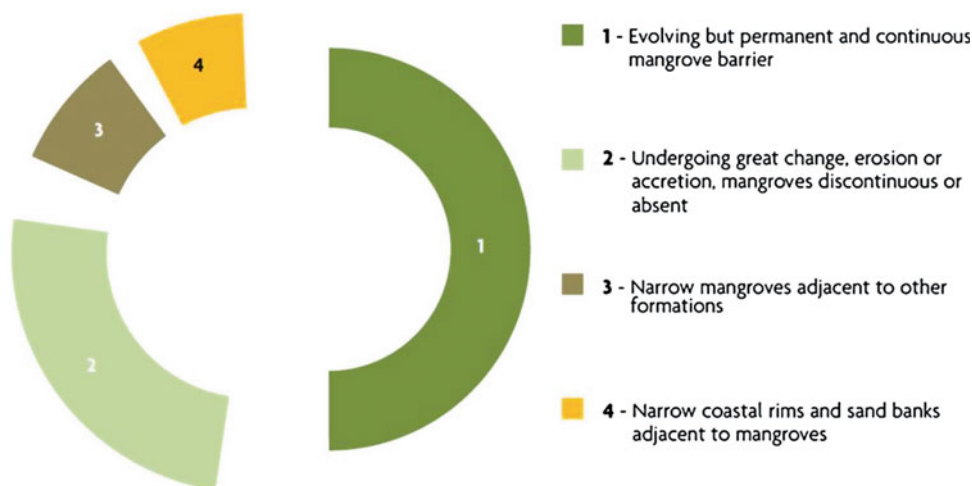 4
3
1
2
1 - Evolving but permanent and continuous
mangrove barrier
2 - Undergoing great change, erosion or
accretion, mangroves discontinuous or
absent
3 - Narrow mangroves adjacent to other
formations
4 - Narrow coastal rims and sand banks
adjacent to mangroves